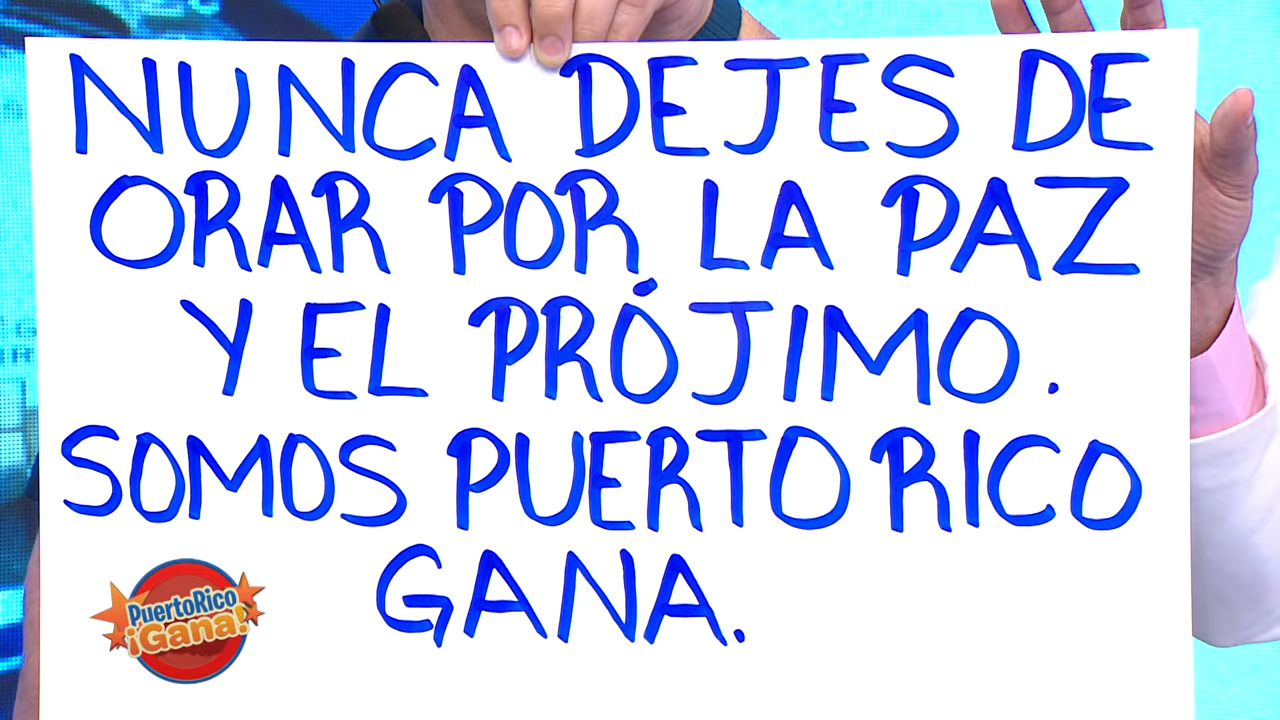 NUNCA DEJES DE
ORAR POR LA PAZ
Y EL PRÓJIMO.
SOMOS PUERTO RICO
GANA.
PuertoRico
¡Gana!